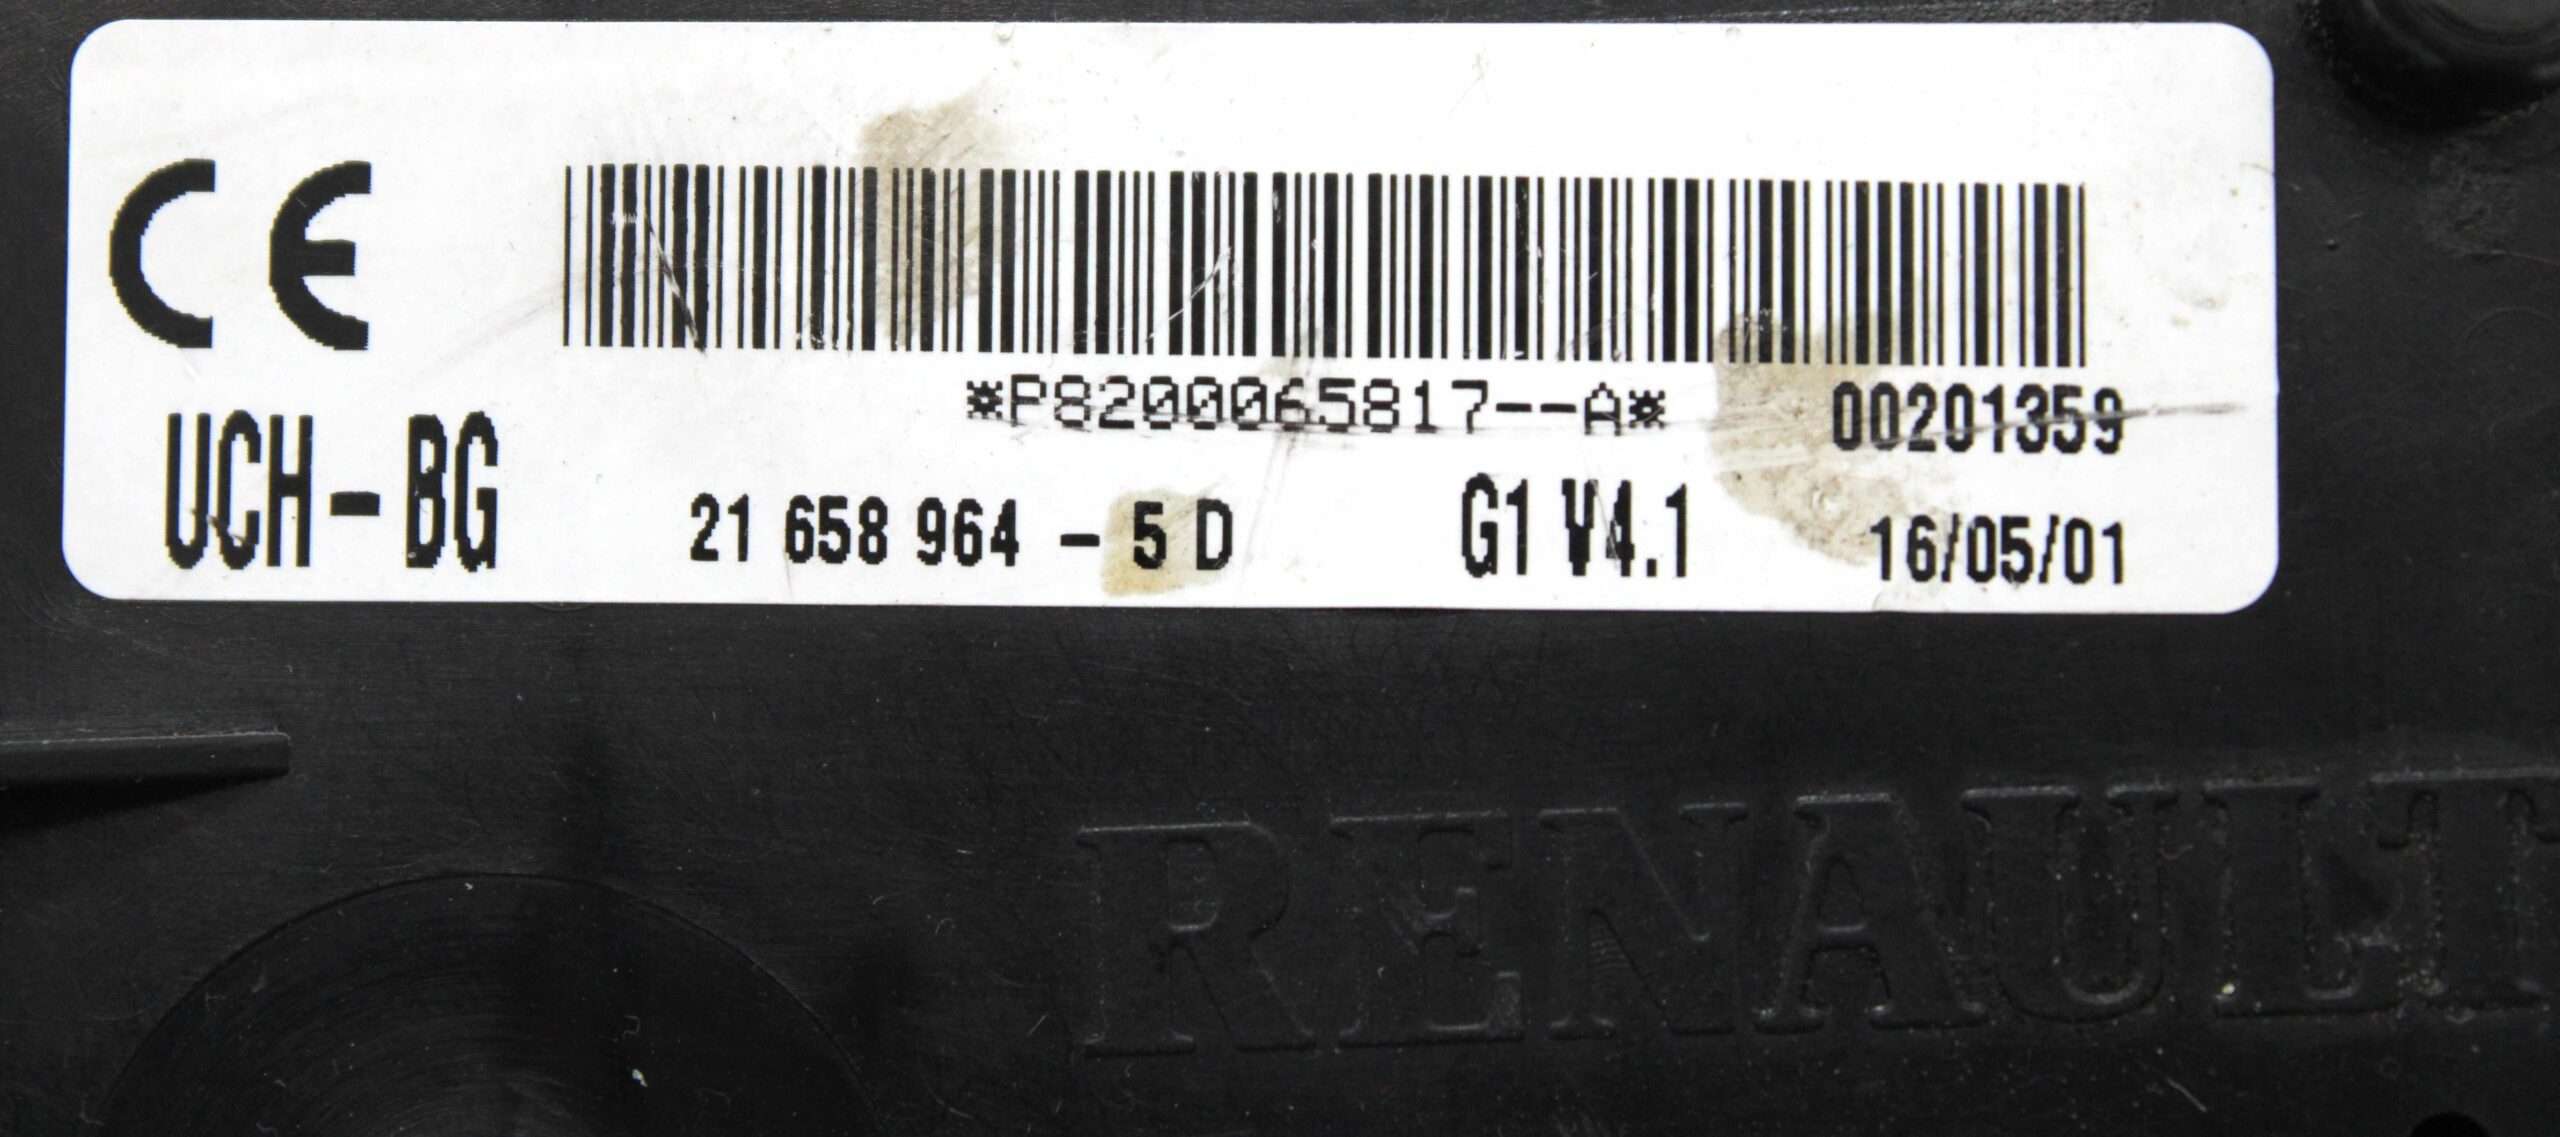 CE
*P8200065817--A* 00201359
UCH-BG 21 658 964 - 5 D G1 V4.1 16/05/01
RENAULT